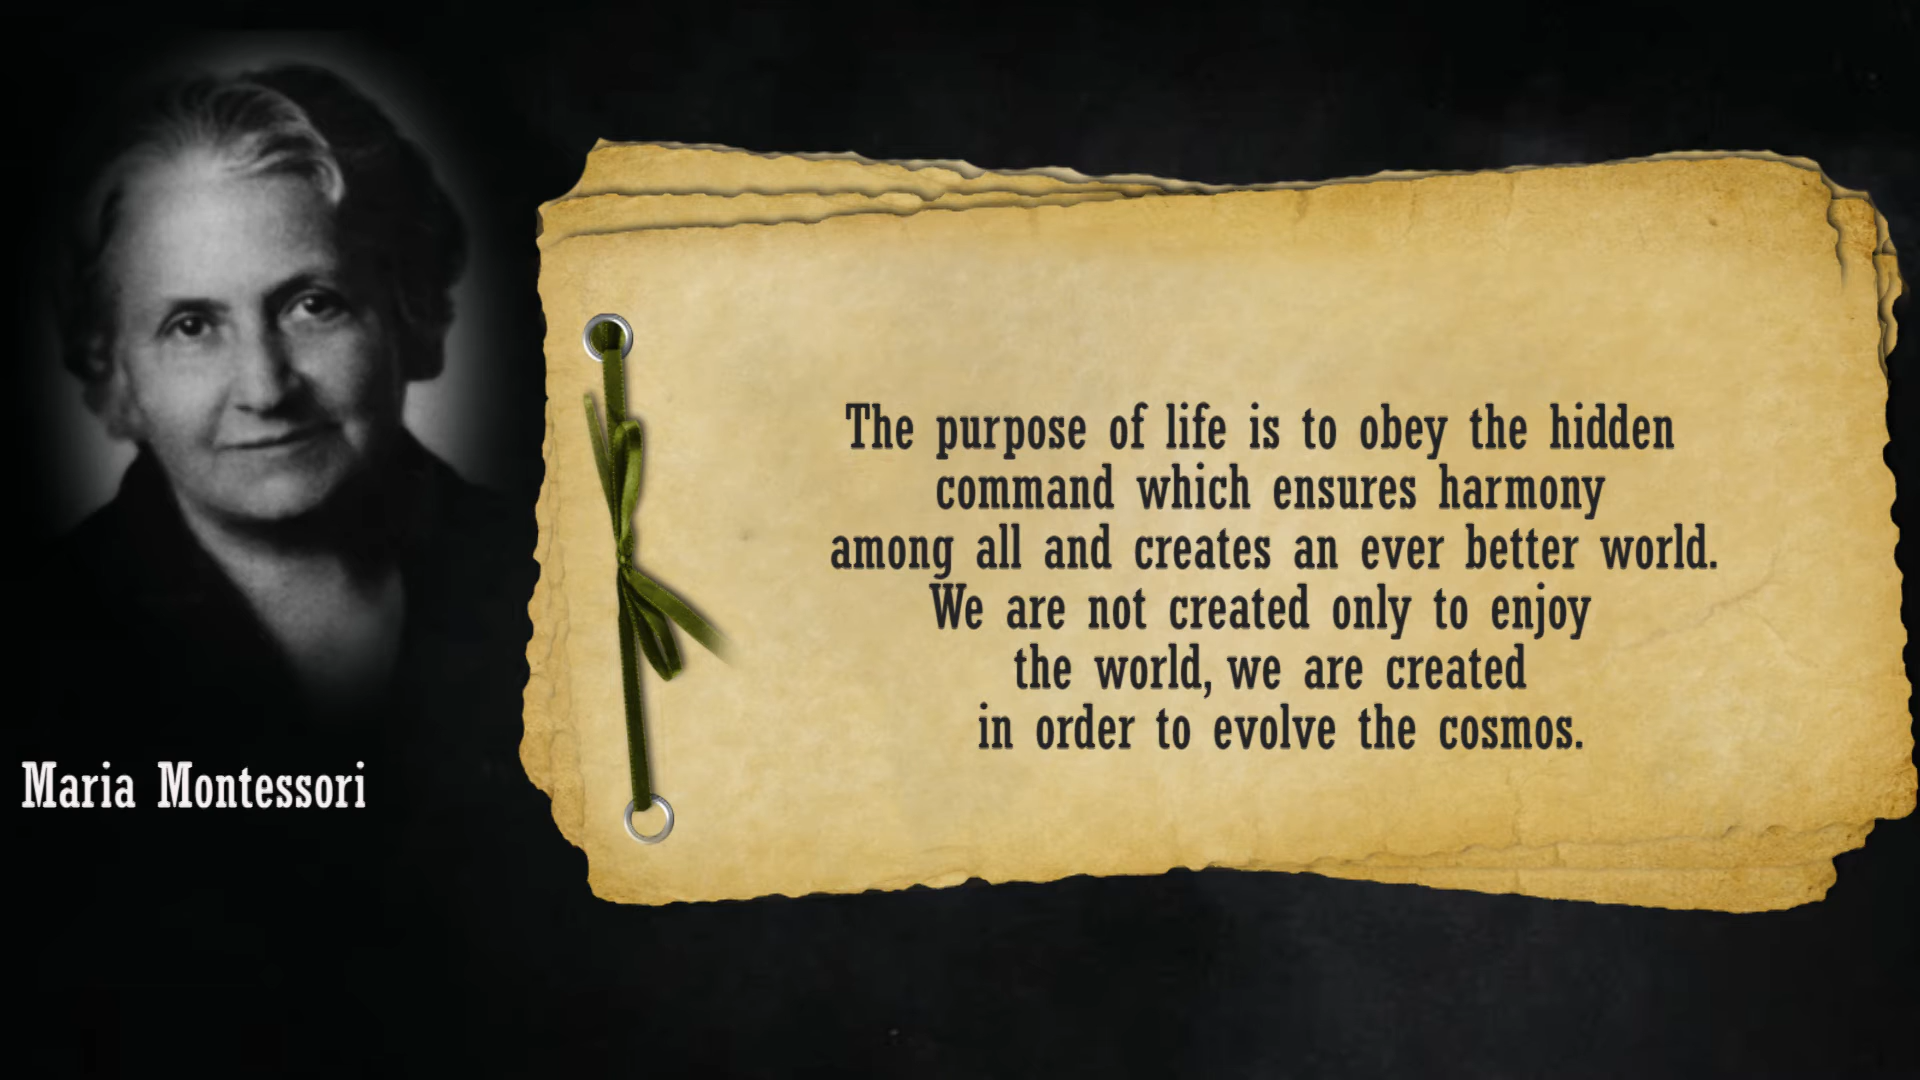 The purpose of life is to obey the hidden
command which ensures harmony
among all and creates an ever better world.
We are not created only to enjoy
the world, we are created
in order to evolve the cosmos.
Maria Montessori